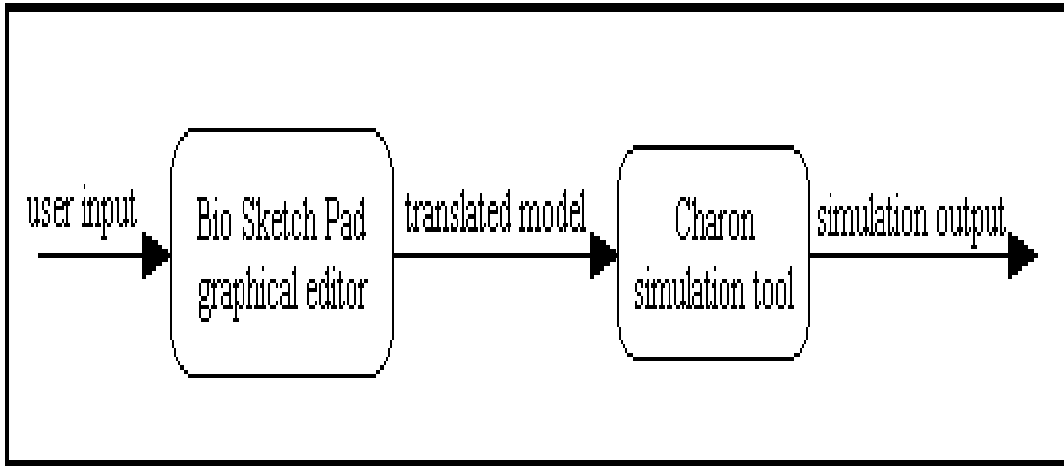 user input
Bio Sketch Pad
graphical editor
translated model
Charon
simulation tool
simulation output